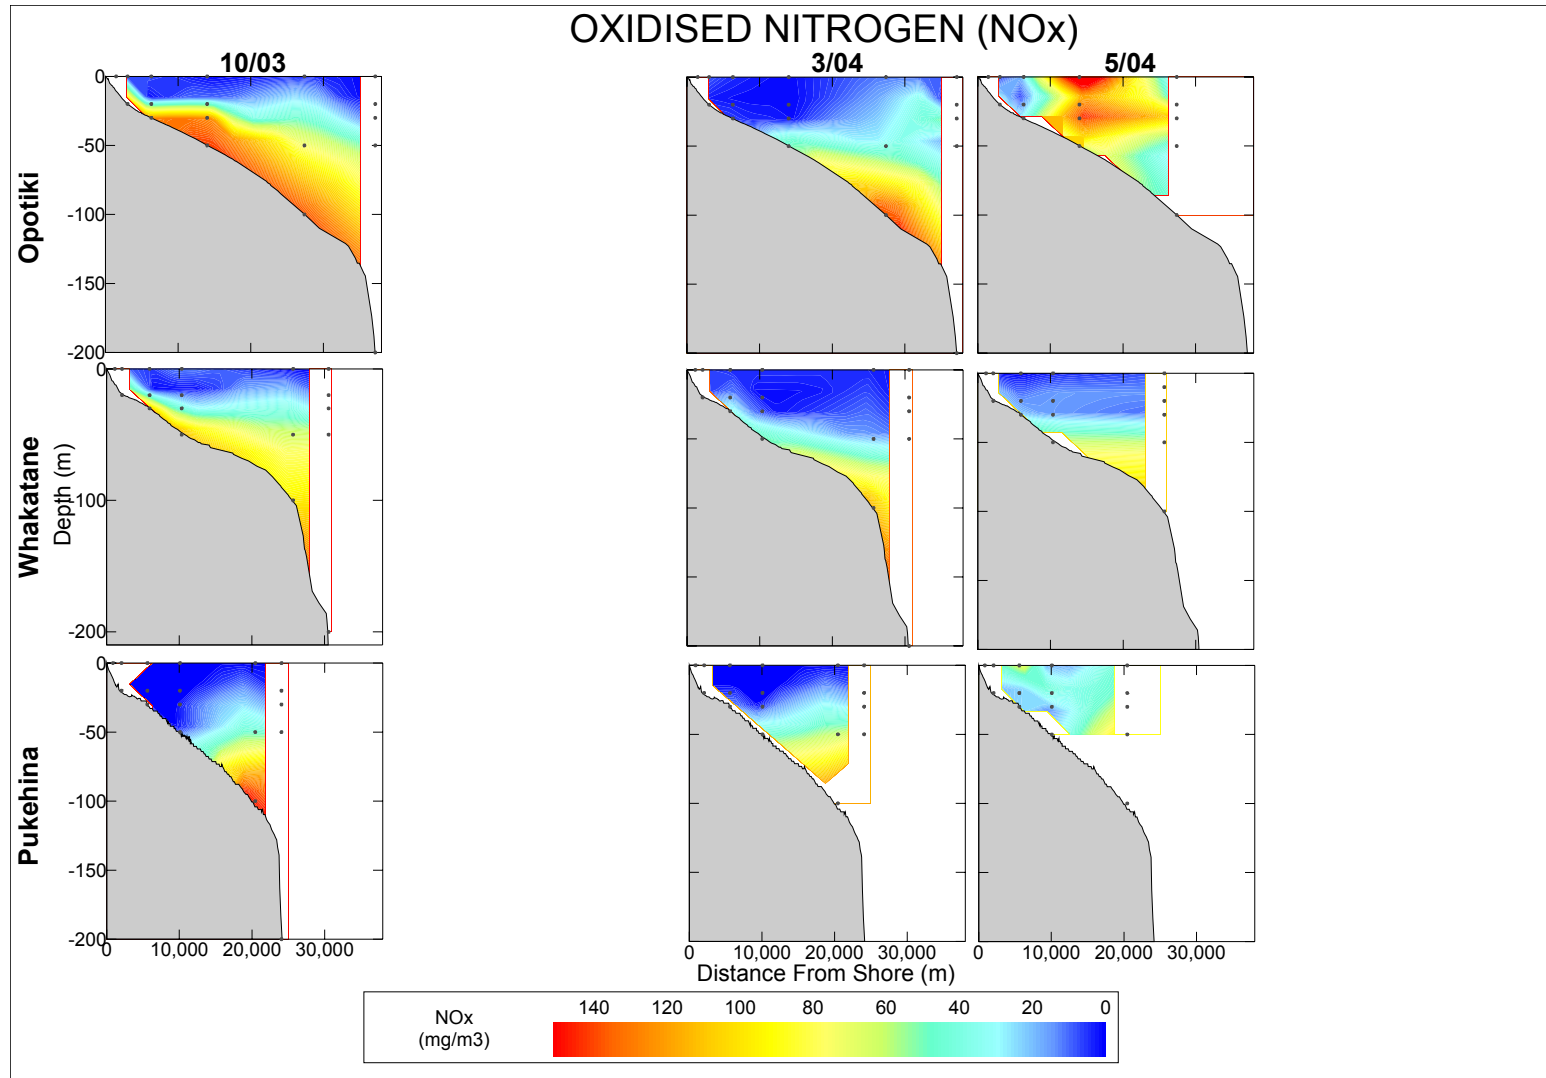 OXIDISED NITROGEN (NOx)
10/03
3/04
5/04
Opotiki
0
-50
-100
-150
-200
Whakatane
Depth (m)
0
-100
-200
Pukehina
0
-50
-100
-150
-200
0 10,000 20,000 30,000
0 10,000 20,000 30,000
0 10,000 20,000 30,000
Distance From Shore (m)
NOx
(mg/m3)
140 120 100 80 60 40 20 0